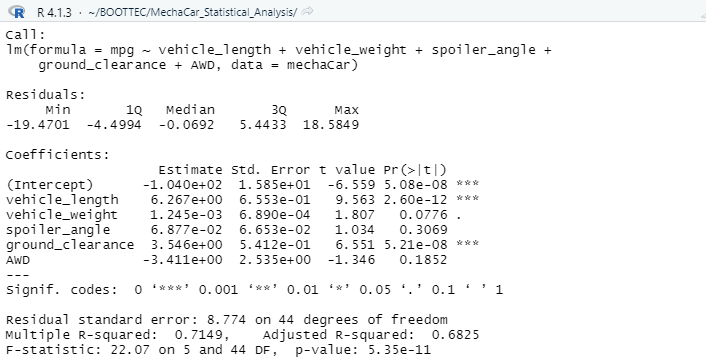 R R 4.1.3 · ~/BOOTTEC/MechaCar_Statistical_Analysis/
Call:
lm(formula = mpg ~ vehicle_length + vehicle_weight + spoiler_angle +
    ground_clearance + AWD, data = mechaCar)

Residuals:
     Min       1Q   Median       3Q      Max
-19.4701  -4.4994  -0.0692   5.4433  18.5849

Coefficients:
                   Estimate Std. Error t value Pr(>|t|)
(Intercept)      -1.040e+02  1.585e+01  -6.559 5.08e-08 ***
vehicle_length    6.267e+00  6.553e-01   9.563 2.60e-12 ***
vehicle_weight    1.245e-03  6.890e-04   1.807   0.0776 .
spoiler_angle     6.877e-02  6.653e-02   1.034   0.3069
ground_clearance  3.546e+00  5.412e-01   6.551 5.21e-08 ***
AWD              -3.411e+00  2.535e+00  -1.346   0.1852
---
Signif. codes:  0 ‘***’ 0.001 ‘**’ 0.01 ‘*’ 0.05 ‘.’ 0.1 ‘ ’ 1

Residual standard error: 8.774 on 44 degrees of freedom
Multiple R-squared:  0.7149,	Adjusted R-squared:  0.6825
F-statistic: 22.07 on 5 and 44 DF,  p-value: 5.35e-11